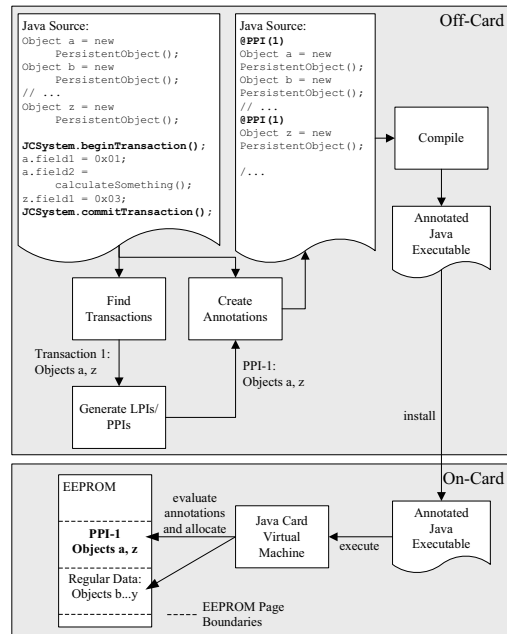 Off-Card
Java Source:
Object a = new
PersistentObject();
Object b = new
PersistentObject();
// ...
Object z = new
PersistentObject();
JCSystem.beginTransaction();
a.field1 = 0x01;
a.field2 =
calculateSomething();
z.field1 = 0x03;
JCSystem.commitTransaction();
Java Source:
@PPI(1)
Object a = new
PersistentObject();
Object b = new
PersistentObject();
// ...
@PPI(1)
Object z = new
PersistentObject();
/...
Compile
Annotated
Java
Executable
Find
Transactions
Create
Annotations
Transaction 1:
Objects a, z
PPI-1:
Objects a, z
Generate LPIs/
PPIs
install
On-Card
EEPROM
PPI-1
Objects a, z
Regular Data:
Objects b...y
evaluate
annotations
and allocate
Java Card
Virtual
Machine
execute
Annotated
Java
Executable
EEPROM Page
Boundaries